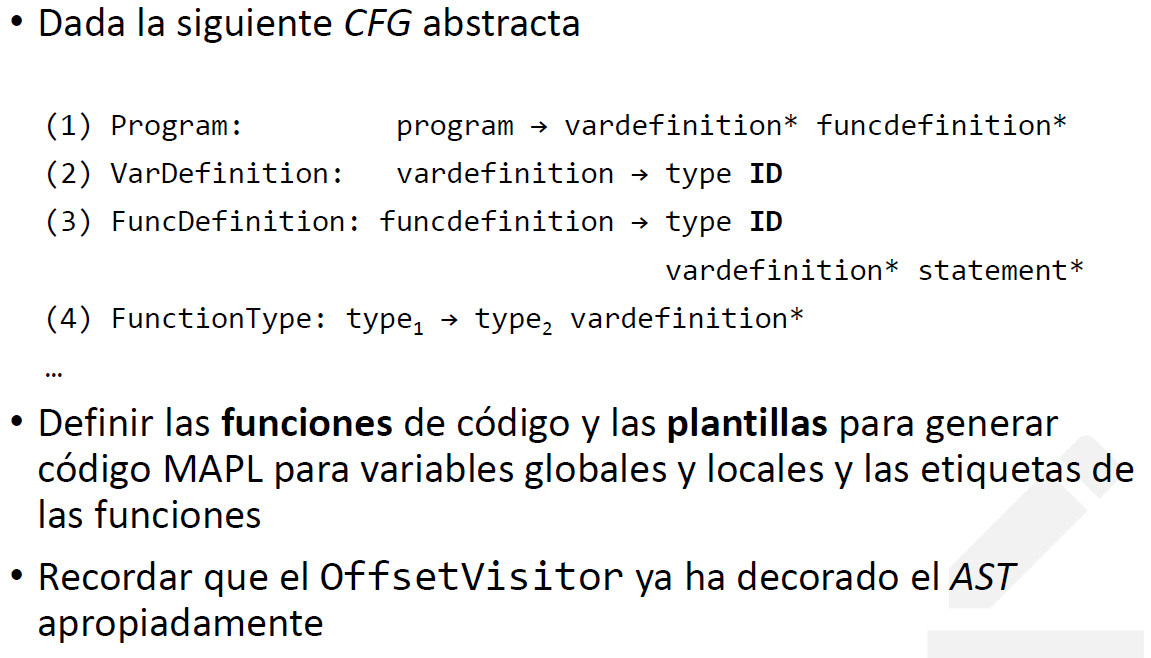 • Dada la siguiente CFG abstracta
(1) Program: program → vardefinition* funcdefinition*
(2) VarDefinition: vardefinition → type ID
(3) FuncDefinition: funcdefinition → type ID
vardefinition* statement*
(4) FunctionType: type₁ → type₂ vardefinition*
…
• Definir las funciones de código y las plantillas para generar
código MAPL para variables globales y locales y las etiquetas de
las funciones
• Recordar que el OffsetVisitor ya ha decorado el AST
apropiadamente